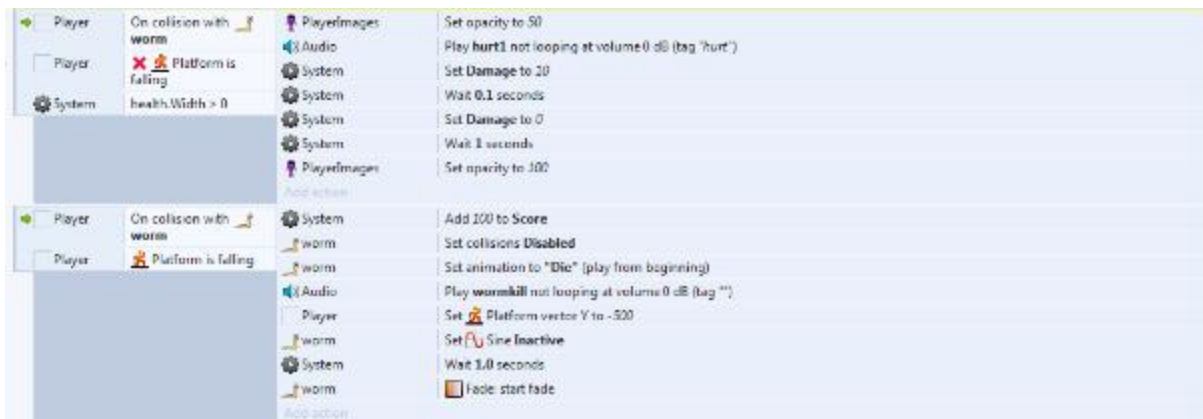 Player On collision with worm PlayerImages Set opacity to 50
Audio Play hurt1 not looping at volume 0 dB (tag "hurt")
Player Platform is falling System Set Damage to 10
System Wait 0.1 seconds
System health.Width > 0 System Set Damage to 0
System Wait 1 seconds
PlayerImages Set opacity to 100
Add action
Player On collision with worm System Add 100 to Score
worm Set collisions Disabled
Player Platform is falling worm Set animation to "Die" (play from beginning)
Audio Play wormkill not looping at volume 0 dB (tag "")
Player Set Platform vector Y to -500
worm Set Sine Inactive
System Wait 1.0 seconds
worm Fade: start fade
Add action